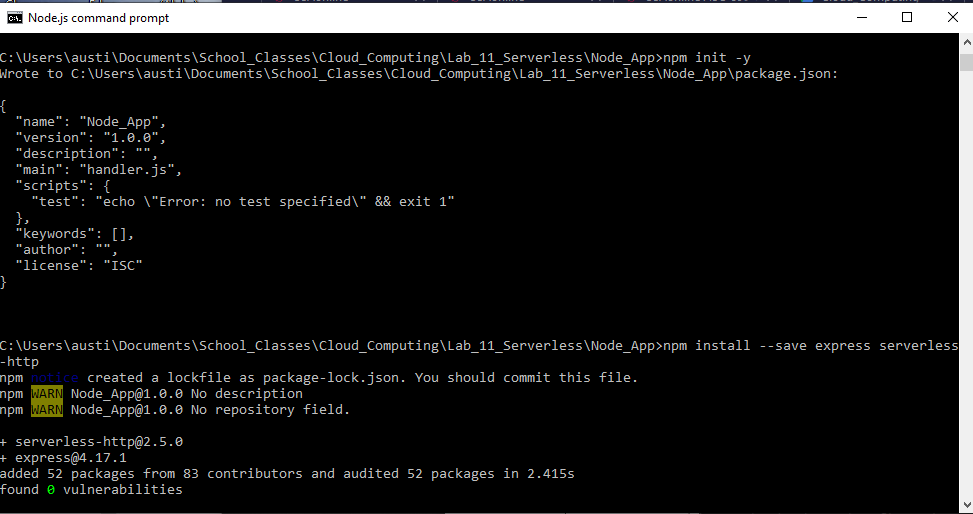 Node.js command prompt
C:\Users\austi\Documents\School_Classes\Cloud_Computing\Lab_11_Serverless\Node_App>npm init -y
Wrote to C:\Users\austi\Documents\School_Classes\Cloud_Computing\Lab_11_Serverless\Node_App\package.json:
{
  "name": "Node_App",
  "version": "1.0.0",
  "description": "",
  "main": "handler.js",
  "scripts": {
    "test": "echo \"Error: no test specified\" && exit 1"
  },
  "keywords": [],
  "author": "",
  "license": "ISC"
}
C:\Users\austi\Documents\School_Classes\Cloud_Computing\Lab_11_Serverless\Node_App>npm install --save express serverless
-http
npm notice created a lockfile as package-lock.json. You should commit this file.
npm WARN Node_App@1.0.0 No description
npm WARN Node_App@1.0.0 No repository field.
+ serverless-http@2.5.0
+ express@4.17.1
added 52 packages from 83 contributors and audited 52 packages in 2.415s
found 0 vulnerabilities